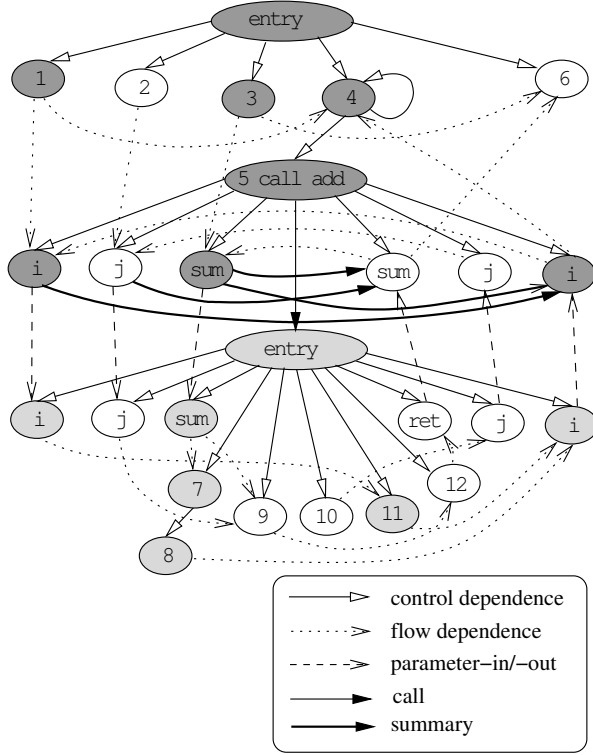 entry
1 2 3 4 6
5 call add
i j sum sum j i
entry
i j sum ret j i
7 9 10 11 12
8
control dependence
flow dependence
parameter−in/−out
call
summary